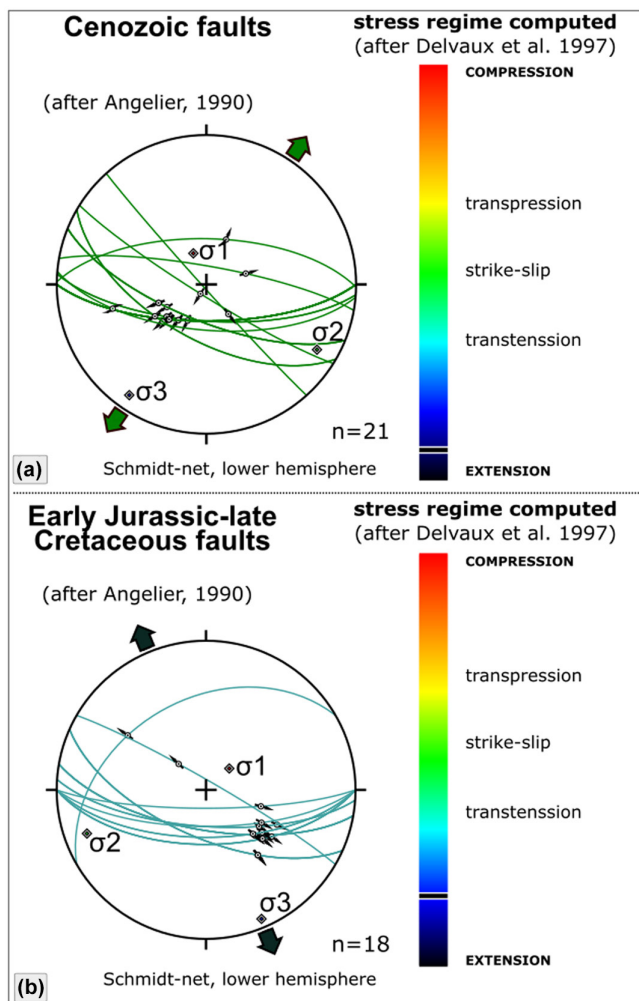 Cenozoic faults
stress regime computed
(after Delvaux et al. 1997)
COMPRESSION
(after Angelier, 1990)
transpression
σ1
strike-slip
σ2
transtenssion
σ3
n=21
(a)
Schmidt-net, lower hemisphere
EXTENSION
Early Jurassic-late
Cretaceous faults
stress regime computed
(after Delvaux et al. 1997)
COMPRESSION
(after Angelier, 1990)
transpression
σ1
strike-slip
σ2
transtenssion
σ3
n=18
(b)
Schmidt-net, lower hemisphere
EXTENSION